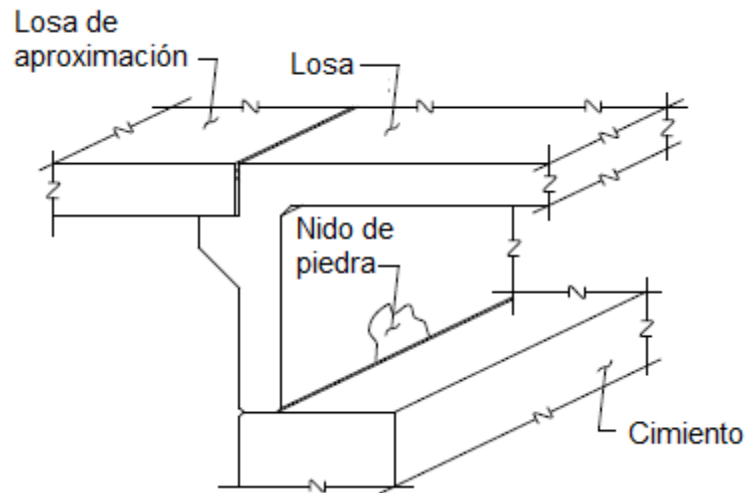 Losa de
aproximación
Losa
Nido de
piedra
Cimiento